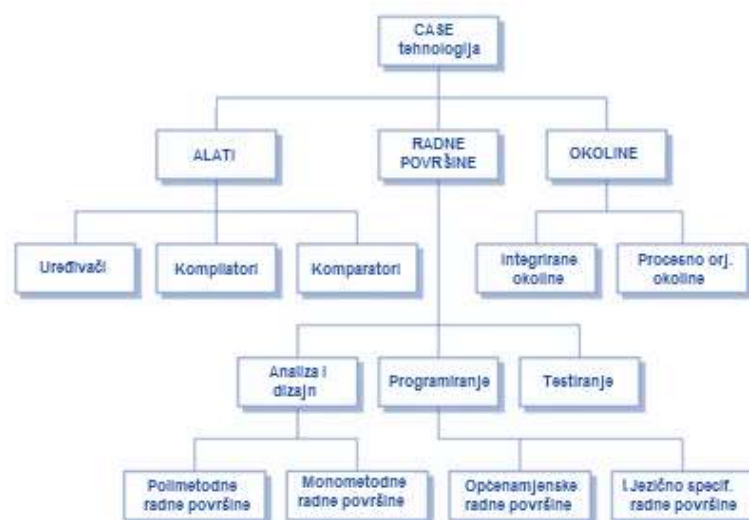 CASE
tehnologija
ALATI
RADNE
POVRŠINE
OKOLINE
Uređivači
Kompilatori
Komparatori
Integrirane
okoline
Procesno orj.
okoline
Analiza i
dizajn
Programiranje
Testiranje
Polimetodne
radne površine
Monometodne
radne površine
Općenamjenske
radne površine
Jezično specif.
radne površine